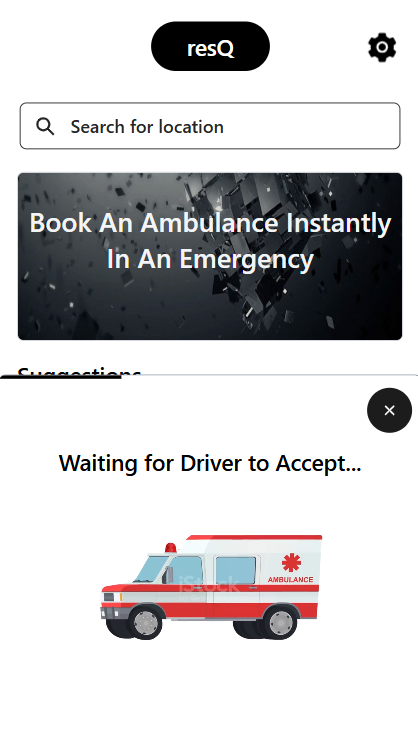 resQ
Search for location
Book An Ambulance Instantly
In An Emergency
Suggestions
Waiting for Driver to Accept...
iStock
AMBULANCE